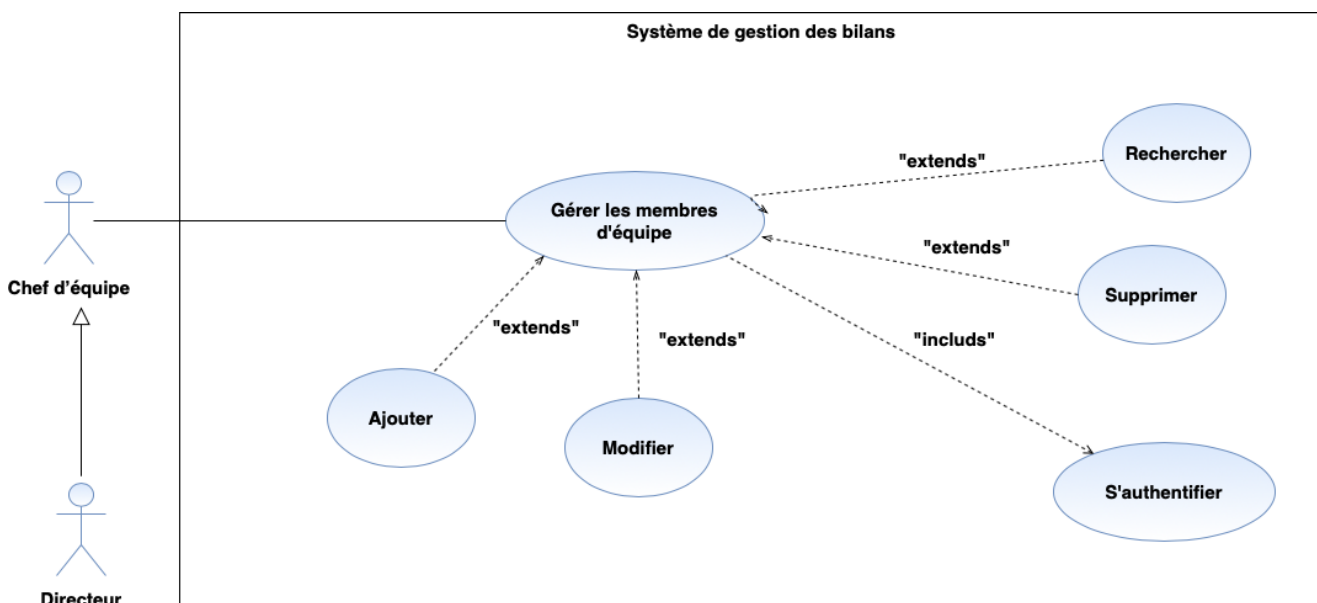 Système de gestion des bilans
Rechercher
"extends"
Gérer les membres
d'équipe
"extends"
Chef d'équipe
Supprimer
"extends"
"extends"
"includs"
Ajouter
Modifier
S'authentifier
Directeur